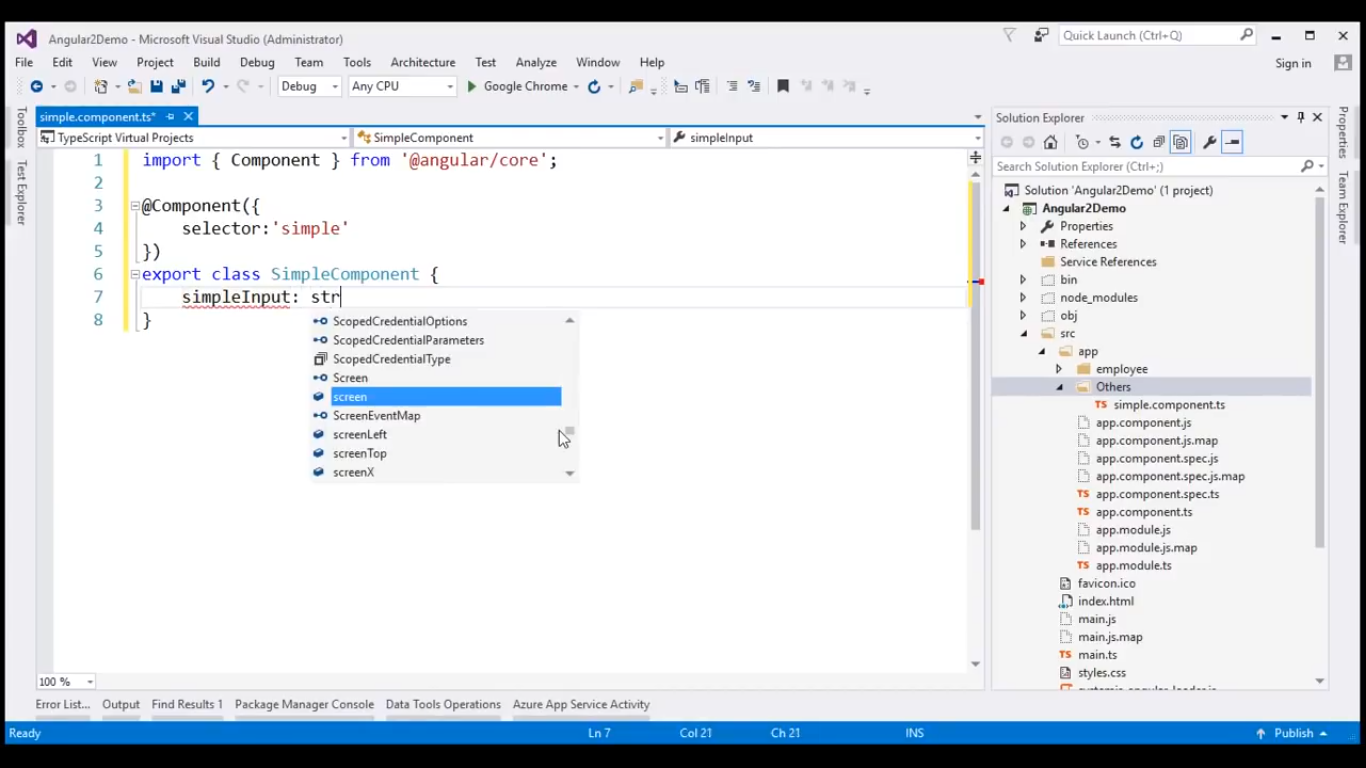 Angular2Demo - Microsoft Visual Studio (Administrator)
Quick Launch (Ctrl+Q)
File Edit View Project Build Debug Team Tools Architecture Test Analyze Window Help
Sign in
Debug
Any CPU
Google Chrome
Toolbox
Test Explorer
simple.component.ts*
TypeScript Virtual Projects
SimpleComponent
simpleInput
1 import { Component } from '@angular/core';
2
3 @Component({
4 selector:'simple'
5 })
6 export class SimpleComponent {
7 simpleInput: str
8 }
ScopedCredentialOptions
ScopedCredentialParameters
ScopedCredentialType
Screen
screen
ScreenEventMap
screenLeft
screenTop
screenX
100 %
Solution Explorer
Search Solution Explorer (Ctrl+;)
Solution 'Angular2Demo' (1 project)
Angular2Demo
Properties
References
Service References
bin
node_modules
obj
src
app
employee
Others
TS simple.component.ts
app.component.js
app.component.js.map
app.component.spec.js
app.component.spec.js.map
TS app.component.spec.ts
TS app.component.ts
app.module.js
app.module.js.map
TS app.module.ts
favicon.ico
index.html
main.js
main.js.map
TS main.ts
styles.css
Properties
Team Explorer
Error List... Output Find Results 1 Package Manager Console Data Tools Operations Azure App Service Activity
Ready Ln 7 Col 21 Ch 21 INS Publish